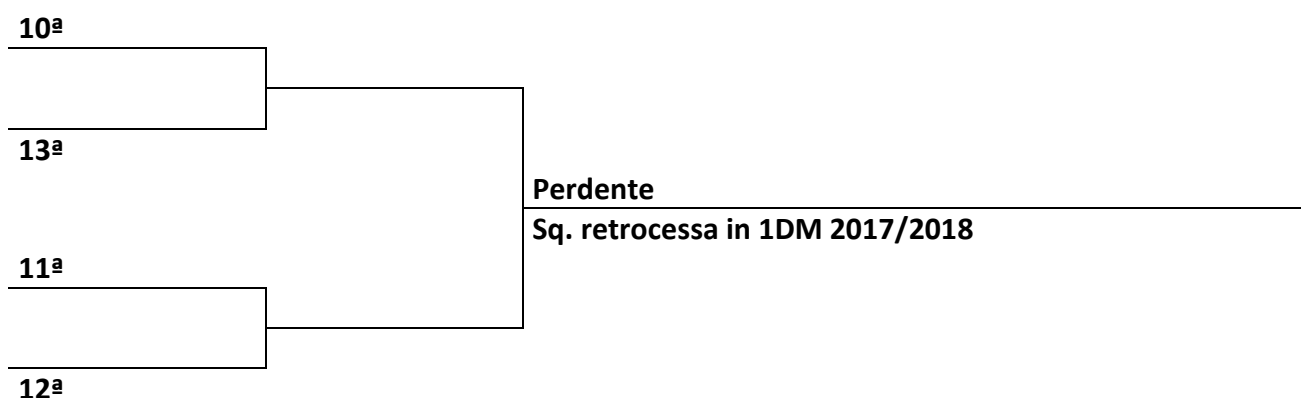 10ª
13ª
Perdente
Sq. retrocessa in 1DM 2017/2018
11ª
12ª